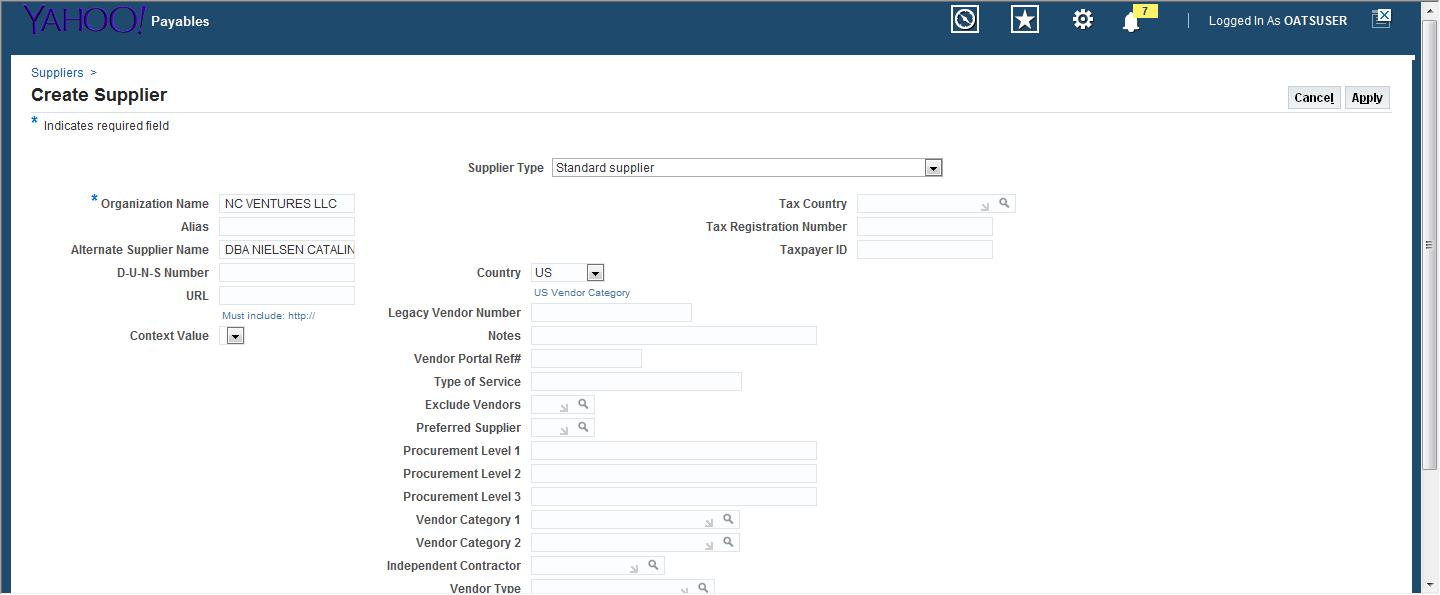 YAHOO! Payables 7 Logged In As OATSUSER
Suppliers >
Create Supplier
Cancel Apply
* Indicates required field
Supplier Type Standard supplier
* Organization Name NC VENTURES LLC
Alias
Alternate Supplier Name DBA NIELSEN CATALIN
D-U-N-S Number
URL
Must include: http://
Context Value
Country US
US Vendor Category
Legacy Vendor Number
Notes
Vendor Portal Ref#
Type of Service
Exclude Vendors
Preferred Supplier
Procurement Level 1
Procurement Level 2
Procurement Level 3
Vendor Category 1
Vendor Category 2
Independent Contractor
Vendor Type
Tax Country
Tax Registration Number
Taxpayer ID